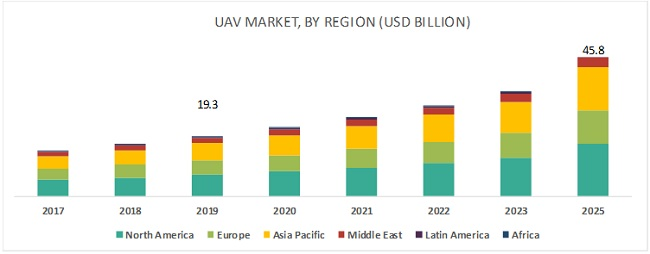 UAV MARKET, BY REGION (USD BILLION)
45.8
19.3
2017 2018 2019 2020 2021 2022 2023 2025
North America Europe Asia Pacific Middle East Latin America Africa